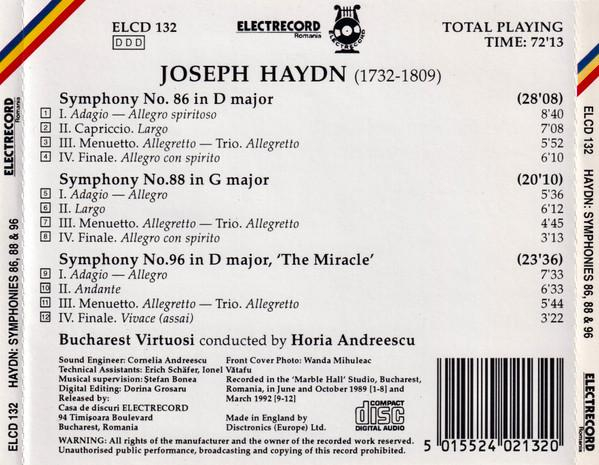 ELCD 132
DDD
ELECTRECORD
Romania
ELECTRECORD
TOTAL PLAYING
TIME: 72'13
JOSEPH HAYDN (1732-1809)
Symphony No. 86 in D major (28'08)
1 I. Adagio — Allegro spiritoso 8'40
2 II. Capriccio. Largo 7'08
3 III. Menuetto. Allegretto — Trio. Allegretto 5'52
4 IV. Finale. Allegro con spirito 6'10
Symphony No.88 in G major (20'10)
5 I. Adagio — Allegro 5'36
6 II. Largo 6'12
7 III. Menuetto. Allegretto — Trio. Allegretto 4'45
8 IV. Finale. Allegro con spirito 3'13
Symphony No.96 in D major, 'The Miracle' (23'36)
9 I. Adagio — Allegro 7'33
10 II. Andante 6'33
11 III. Menuetto. Allegretto — Trio. Allegretto 5'44
12 IV. Finale. Vivace (assai) 3'22
Bucharest Virtuosi conducted by Horia Andreescu
Sound Engineer: Cornelia Andreescu
Technical Assistants: Erich Schäfer, Ionel Vătafu
Musical supervision: Ștefan Bonea
Digital Editing: Dorina Grosaru
Released by:
Casa de discuri ELECTRECORD
94 Timișoara Boulevard
Bucharest, Romania
Front Cover Photo: Wanda Mihuleac
Recorded in the 'Marble Hall' Studio, Bucharest,
Romania, in June and October 1989 [1-8] and
March 1992 [9-12]
Made in England by
Disctronics (Europe) Ltd.
COMPACT
disc
DIGITAL AUDIO
WARNING: All rights of the manufacturer and the owner of the recorded work reserved.
Unauthorised public performance, broadcasting and copying of this record prohibited.
5 015524 021320
ELECTRECORD
Romania
HAYDN: SYMPHONIES 86, 88 & 96
ELCD 132
ELCD 132
HAYDN: SYMPHONIES 86, 88 & 96
ELECTRECORD
Romania